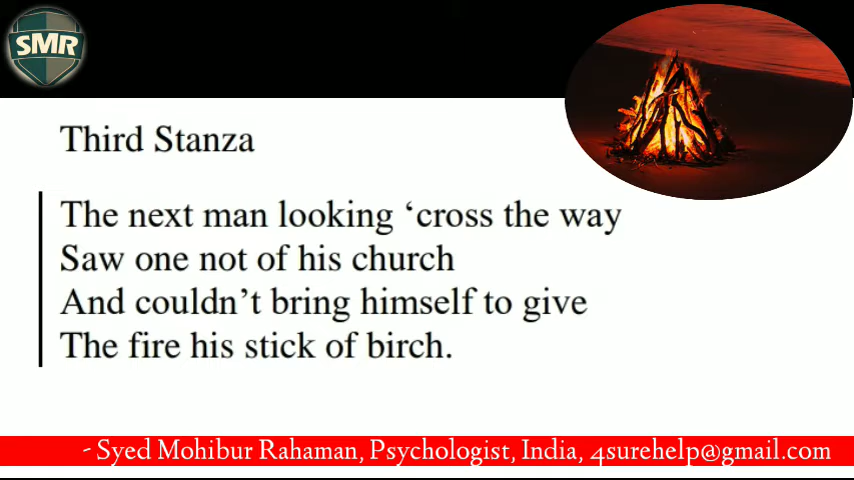 SMR
Third Stanza
The next man looking ‘cross the way
Saw one not of his church
And couldn’t bring himself to give
The fire his stick of birch.
- Syed Mohibur Rahaman, Psychologist, India, 4surehelp@gmail.com